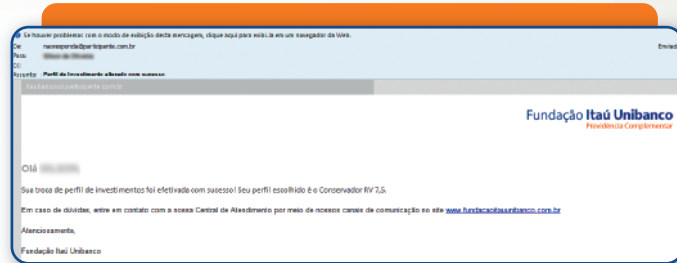 Se houver problemas com o modo de exibição desta mensagem, clique aqui para exibi-la em um navegador da Web.
De: naoresponda@participante.com.br
Enviad
Para:
CC:
Assunto: Perfil de Investimento alterado com sucesso
Fundação Itaú Unibanco
Previdência Complementar
Olá
Sua troca de perfil de investimentos foi efetivada com sucesso! Seu perfil escolhido é o Conservador RV 7,5.
Em caso de dúvidas, entre em contato com a nossa Central de Atendimento por meio de nossos canais de comunicação no site www.fundacaoitauunibanco.com.br
Atenciosamente,
Fundação Itaú Unibanco